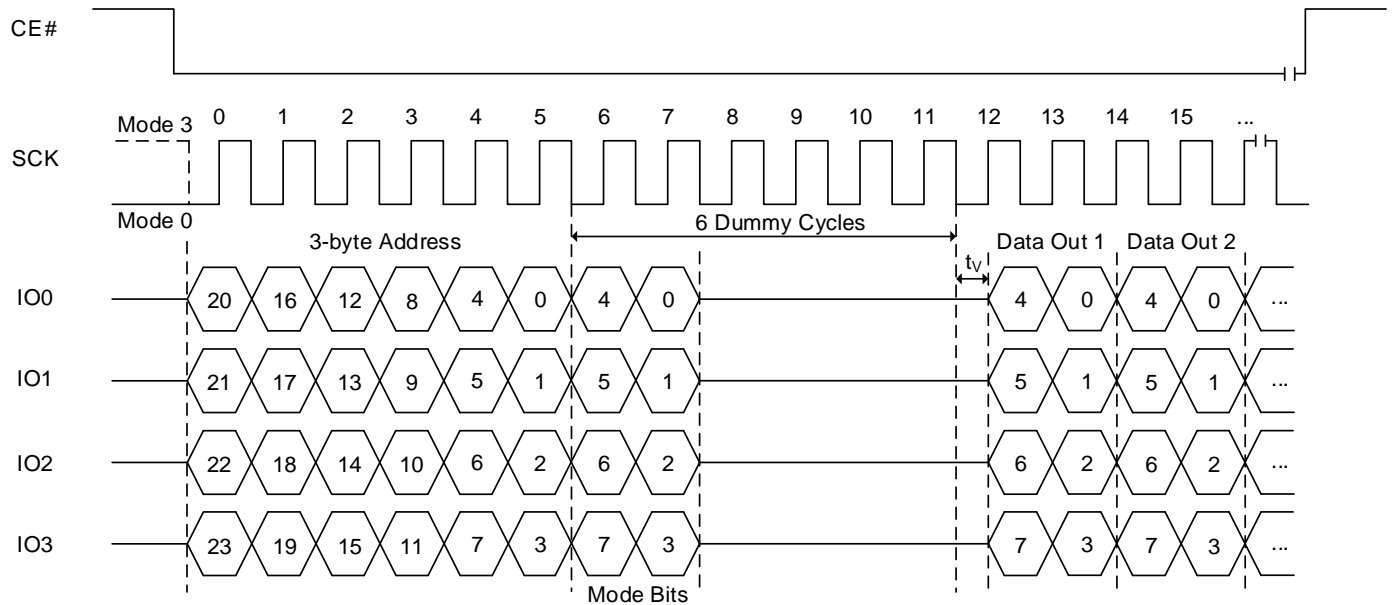 CE#
Mode 3 0 1 2 3 4 5 6 7 8 9 10 11 12 13 14 15 ...
SCK
Mode 0
3-byte Address 6 Dummy Cycles Data Out 1 Data Out 2
tV
IO0 20 16 12 8 4 0 4 0 4 0 4 0 ...
IO1 21 17 13 9 5 1 5 1 5 1 5 1 ...
IO2 22 18 14 10 6 2 6 2 6 2 6 2 ...
IO3 23 19 15 11 7 3 7 3 7 3 7 3 ...
Mode Bits